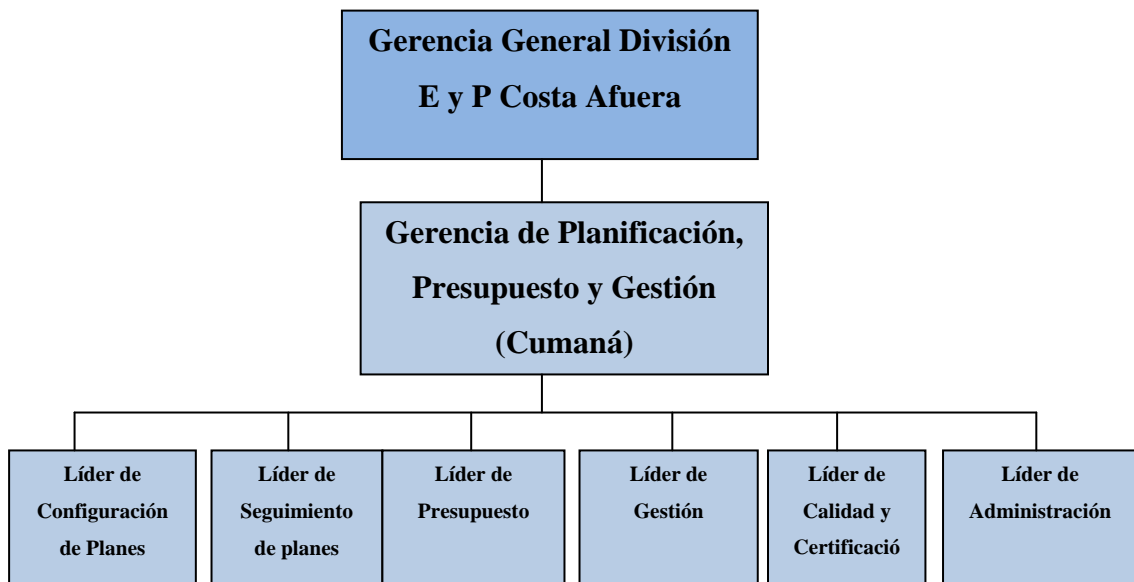 Gerencia General División
E y P Costa Afuera
Gerencia de Planificación,
Presupuesto y Gestión
(Cumaná)
Líder de
Configuración
de Planes
Líder de
Seguimiento
de planes
Líder de
Presupuesto
Líder de
Gestión
Líder de
Calidad y
Certificació
Líder de
Administración